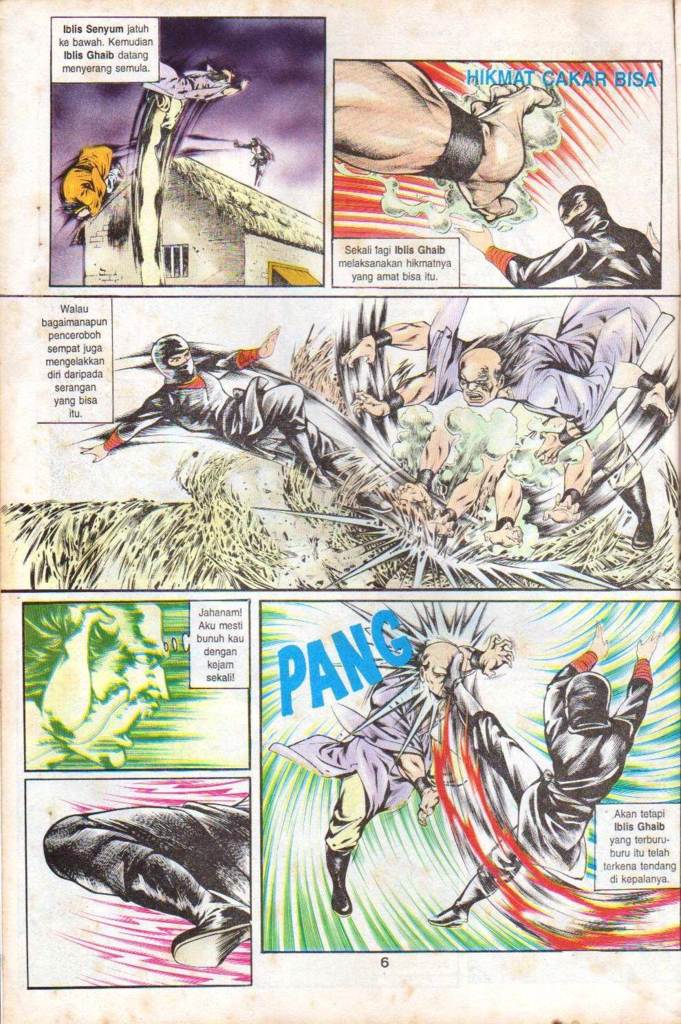 Iblis Senyum jatuh
ke bawah. Kemudian
Iblis Ghaib datang
menyerang semula.
HIKMAT CAKAR BISA
Sekali lagi Iblis Ghaib
melaksanakan hikmatnya
yang amat bisa itu.
Walau
bagaimanapun
penceroboh
sempat juga
mengelakkan
diri daripada
serangan
yang bisa
itu.
Jahanam!
Aku mesti
bunuh kau
dengan
kejam
sekali!
PANG
Akan tetapi
Iblis Ghaib
yang terburu-
buru itu telah
terkena tendang
di kepalanya.
6